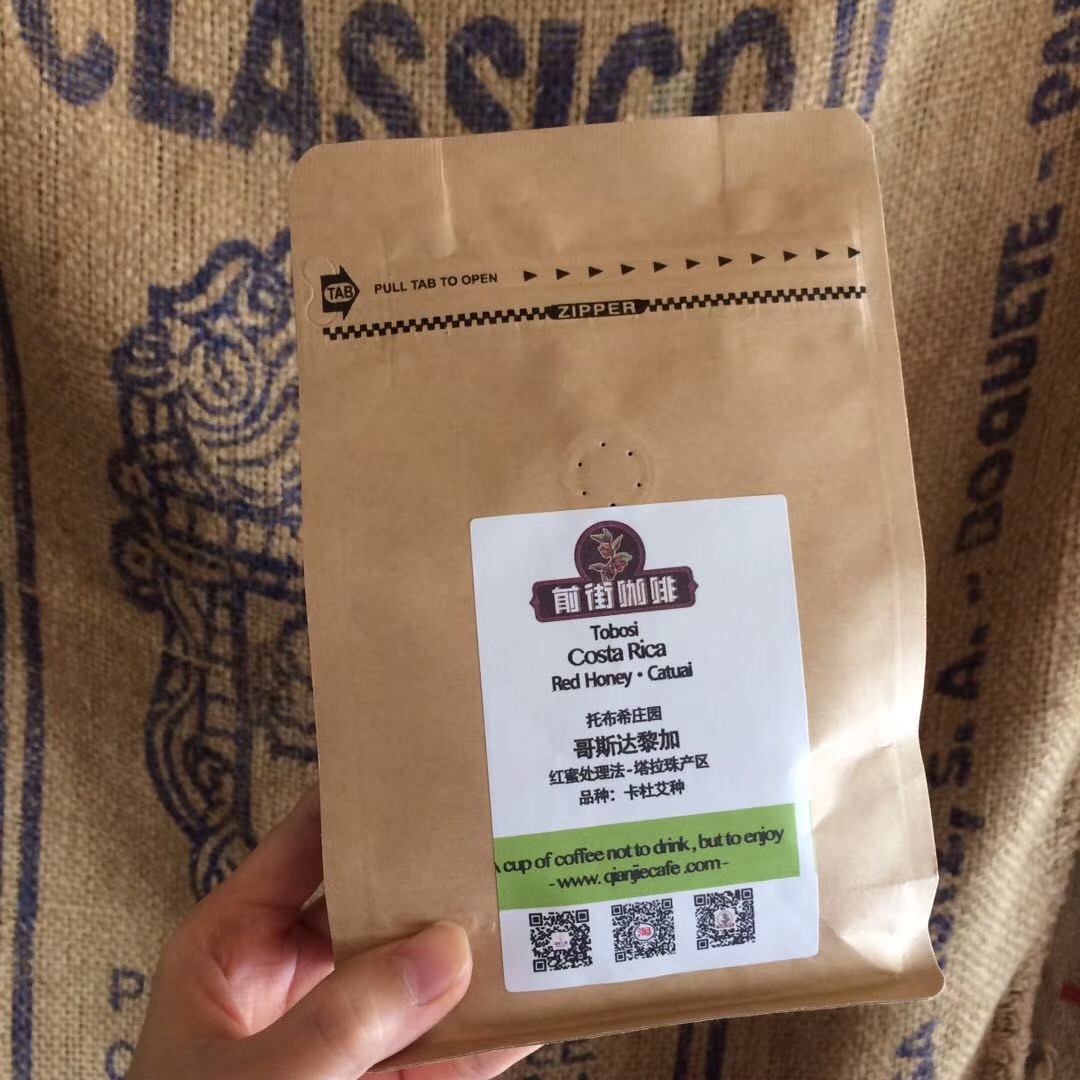 CLASSICO
TAB
PULL TAB TO OPEN
ZIPPER
前街咖啡
Tobosi
Costa Rica
Red Honey • Catuai
托布希庄园
哥斯达黎加
红蜜处理法-塔拉珠产区
品种：卡杜艾种
A cup of coffee not to drink, but to enjoy
-www. qianjiecafe .com-
BOQUETE -
S.A.